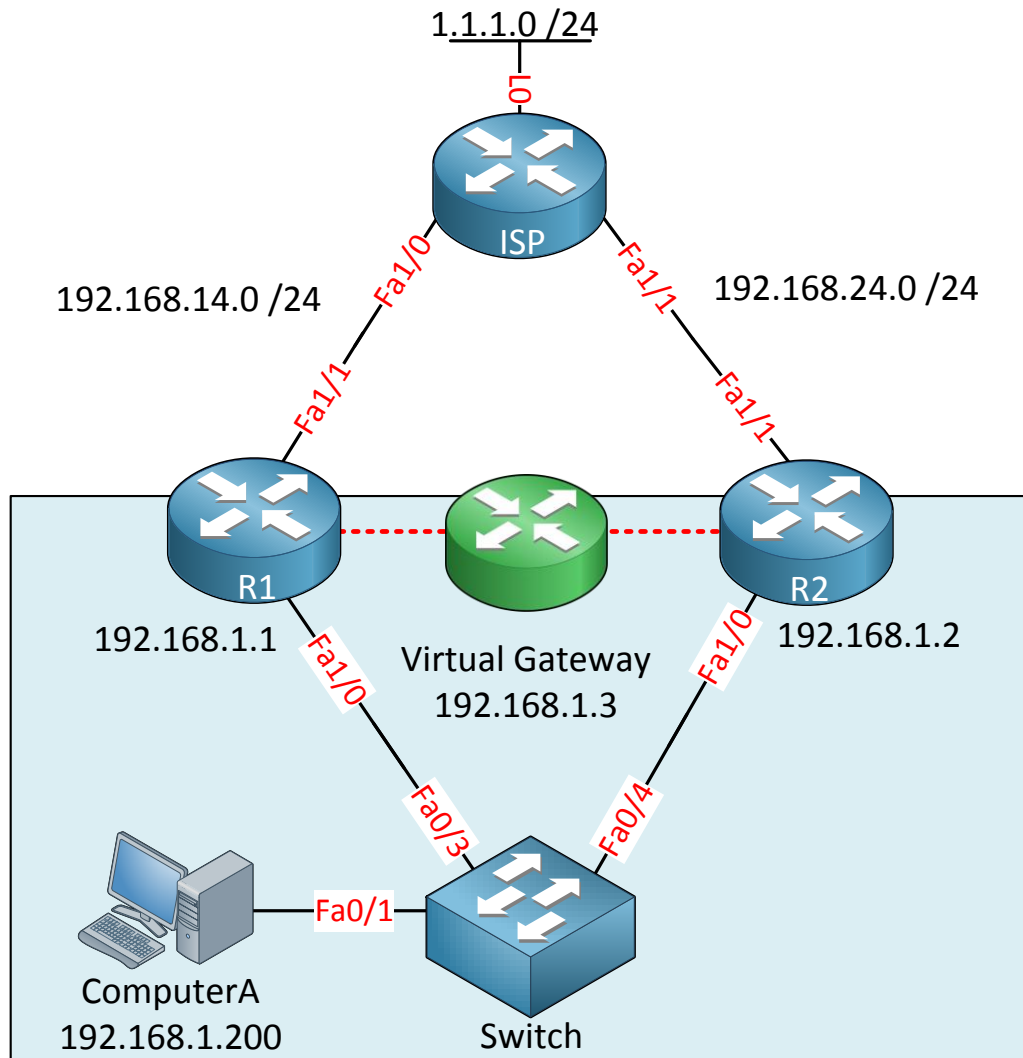 1.1.1.0 /24
L0
ISP
Fa1/0
Fa1/1
192.168.14.0 /24
192.168.24.0 /24
Fa1/1
Fa1/1
R1
R2
192.168.1.1
192.168.1.2
Virtual Gateway
192.168.1.3
Fa1/0
Fa1/0
Fa0/3
Fa0/4
Fa0/1
ComputerA
192.168.1.200
Switch